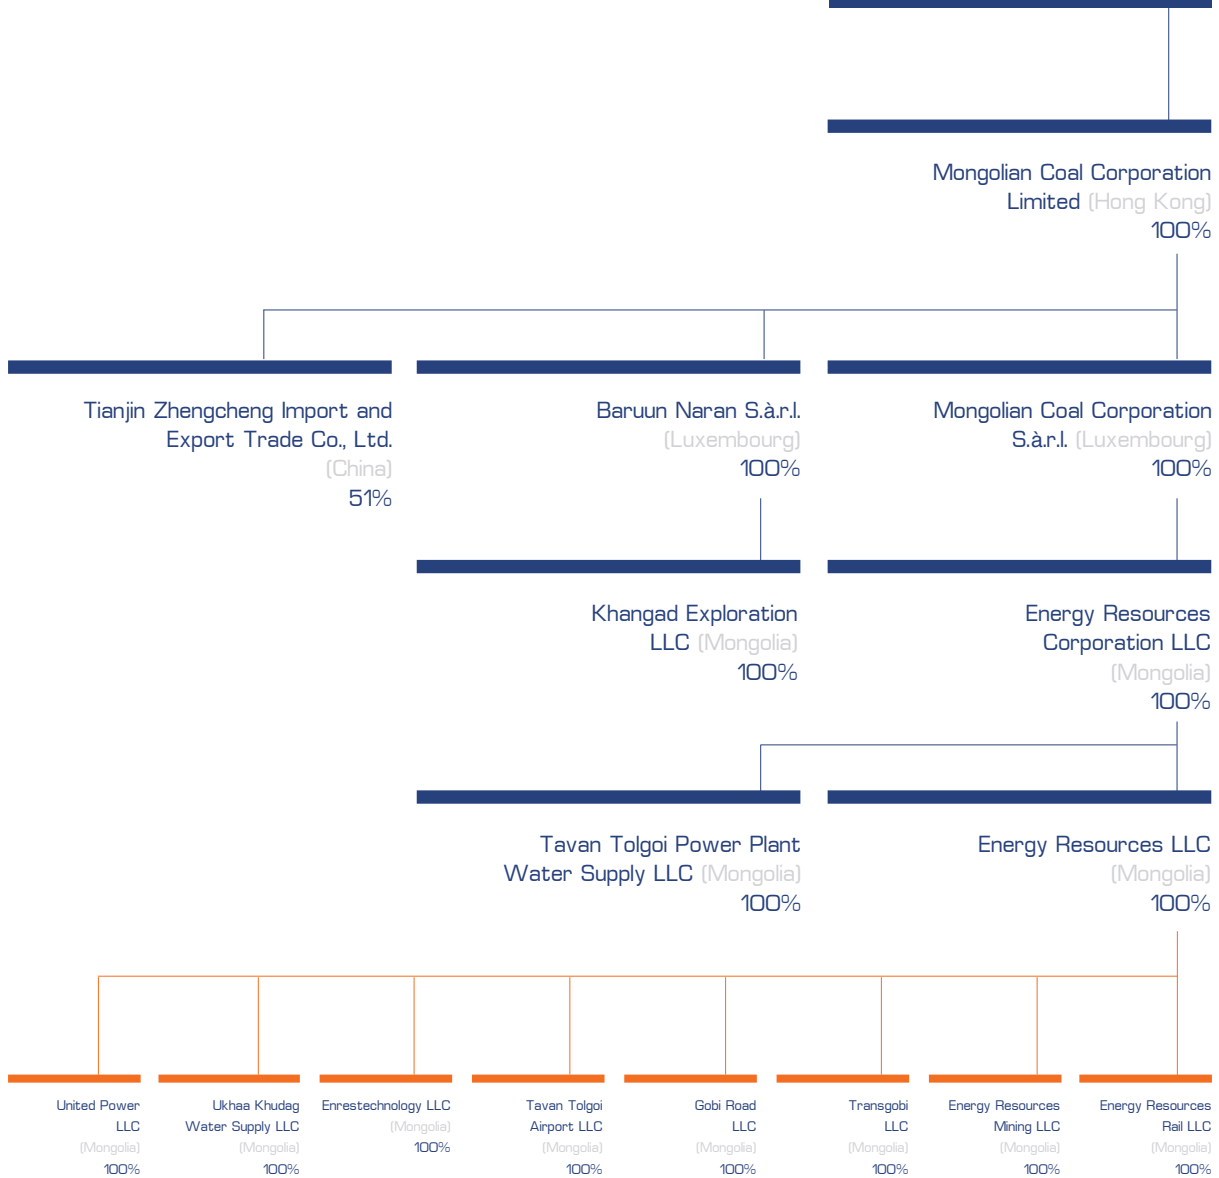 Mongolian Coal Corporation
Limited (Hong Kong)
100%
Tianjin Zhengcheng Import and
Export Trade Co., Ltd.
(China)
51%
Baruun Naran S.à.r.l.
(Luxembourg)
100%
Mongolian Coal Corporation
S.à.r.l. (Luxembourg)
100%
Khangad Exploration
LLC (Mongolia)
100%
Energy Resources
Corporation LLC
(Mongolia)
100%
Tavan Tolgoi Power Plant
Water Supply LLC (Mongolia)
100%
Energy Resources LLC
(Mongolia)
100%
United Power
LLC
(Mongolia)
100%
Ukhaa Khudag
Water Supply LLC
(Mongolia)
100%
Enrestechnology LLC
(Mongolia)
100%
Tavan Tolgoi
Airport LLC
(Mongolia)
100%
Gobi Road
LLC
(Mongolia)
100%
Transgobi
LLC
(Mongolia)
100%
Energy Resources
Mining LLC
(Mongolia)
100%
Energy Resources
Rail LLC
(Mongolia)
100%